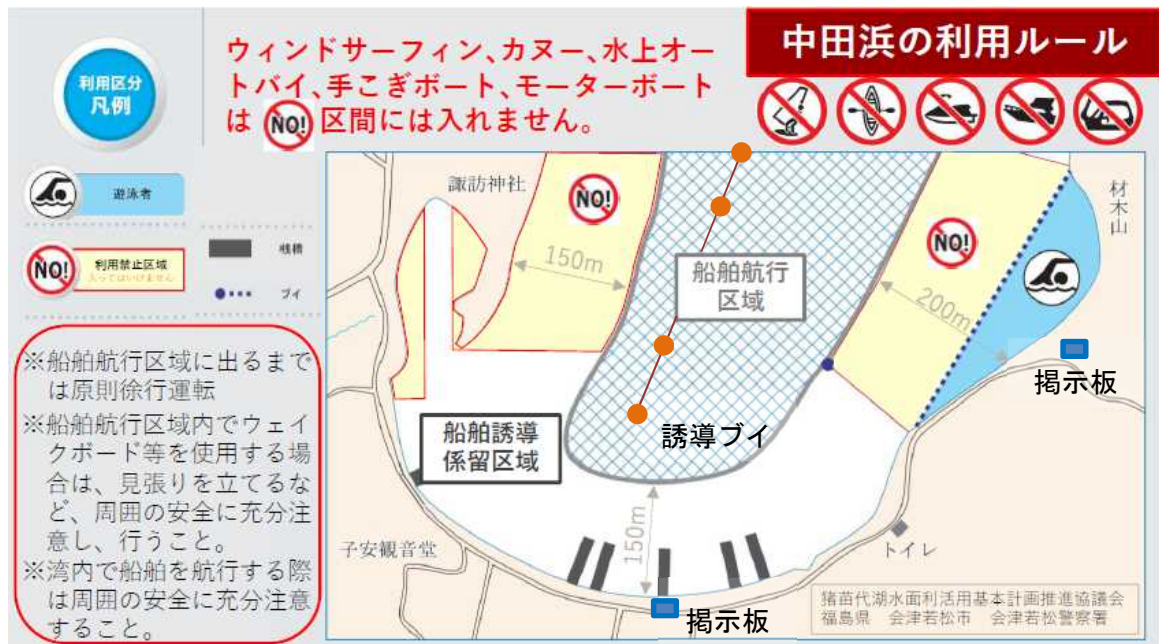 中田浜の利用ルール
利用区分
凡例
ウィンドサーフィン、カヌー、水上オー
トバイ、手こぎボート、モーターボート
は NO! 区間には入れません。
遊泳者
NO!
利用禁止区域
入ってはいけません
桟橋
ブイ
※船舶航行区域に出るまで
は原則徐行運転
※船舶航行区域内でウェイ
クボード等を使用する場
合は、見張りを立てるな
ど、周囲の安全に充分注
意し、行うこと。
※湾内で船舶を航行する際
は周囲の安全に充分注意
すること。
諏訪神社
NO!
150m
船舶航行
区域
NO!
200m
材木山
掲示板
誘導ブイ
船舶誘導
係留区域
150m
子安観音堂
トイレ
掲示板
猪苗代湖水面利活用基本計画推進協議会
福島県 会津若松市 会津若松警察署